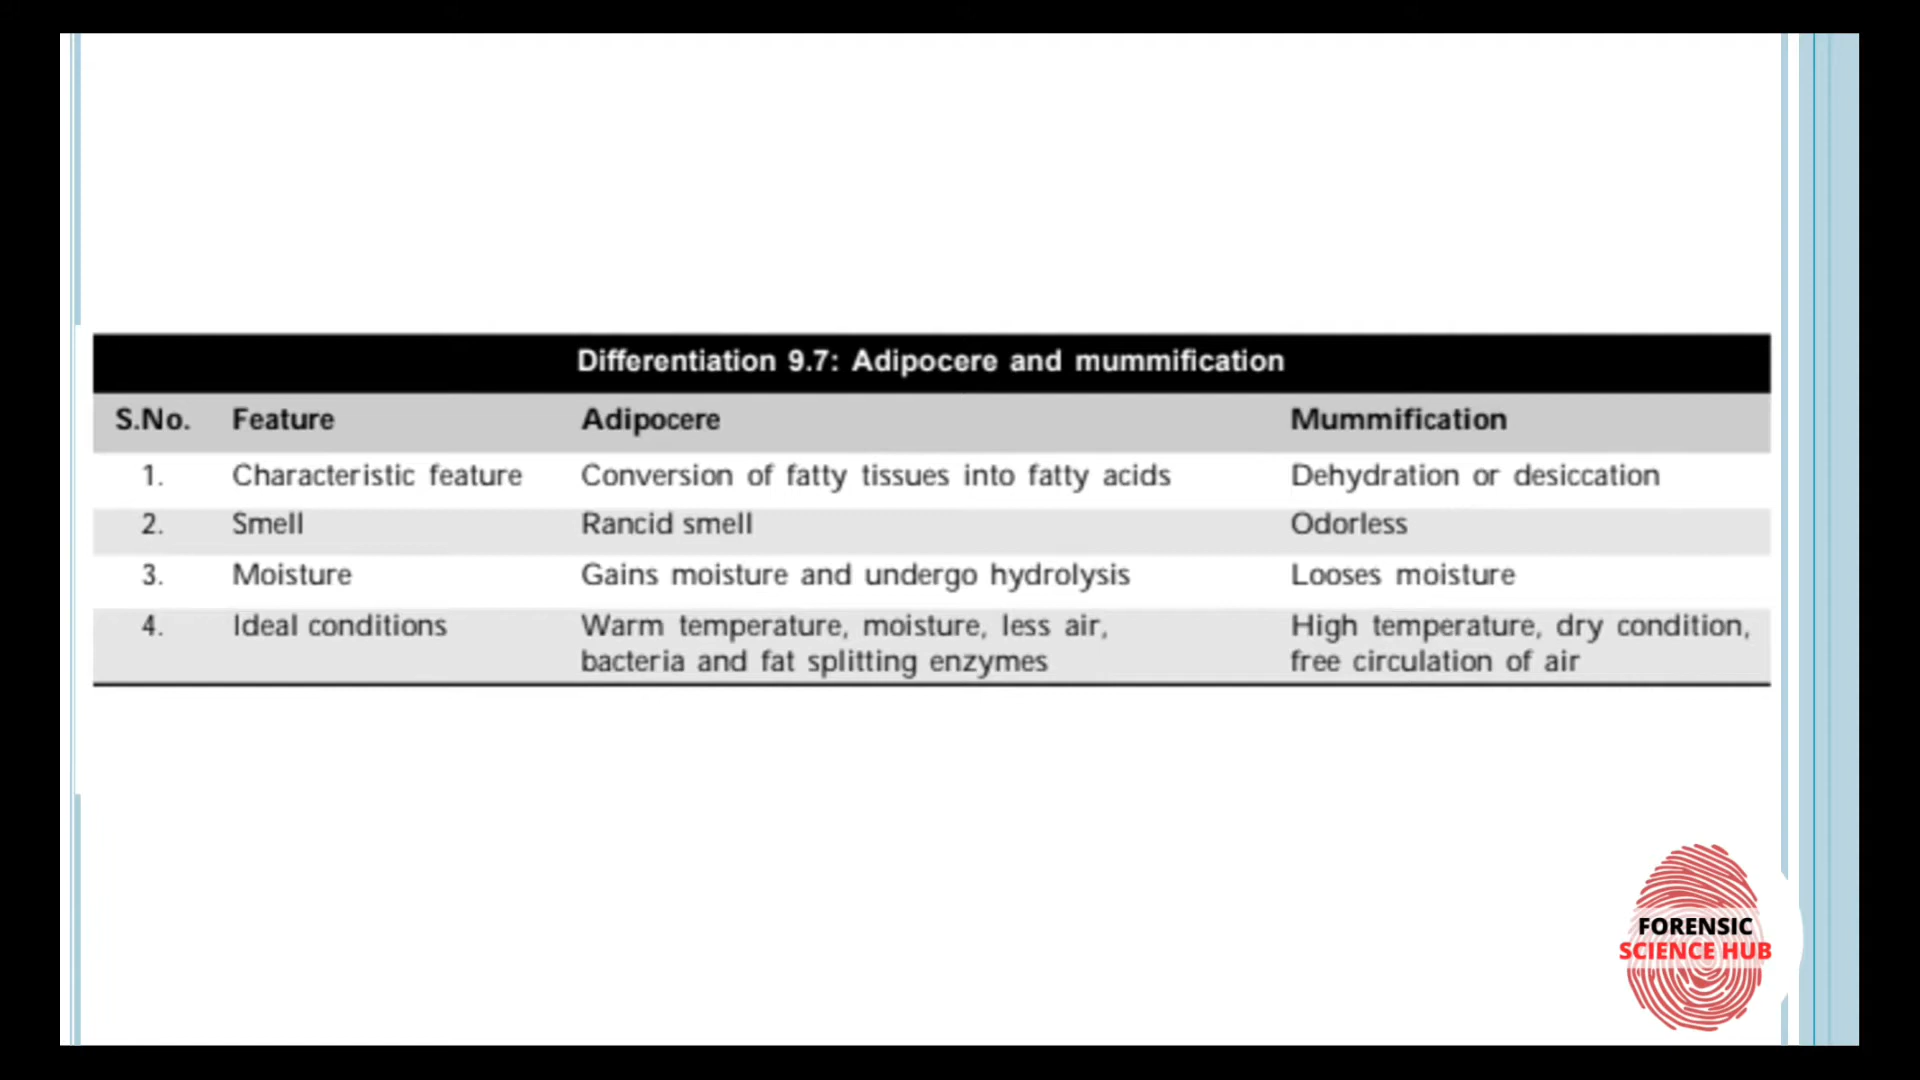 Differentiation 9.7: Adipocere and mummification
S.No. Feature Adipocere Mummification
1. Characteristic feature Conversion of fatty tissues into fatty acids Dehydration or desiccation
2. Smell Rancid smell Odorless
3. Moisture Gains moisture and undergo hydrolysis Looses moisture
4. Ideal conditions Warm temperature, moisture, less air, High temperature, dry condition,
bacteria and fat splitting enzymes free circulation of air
FORENSIC
SCIENCE HUB